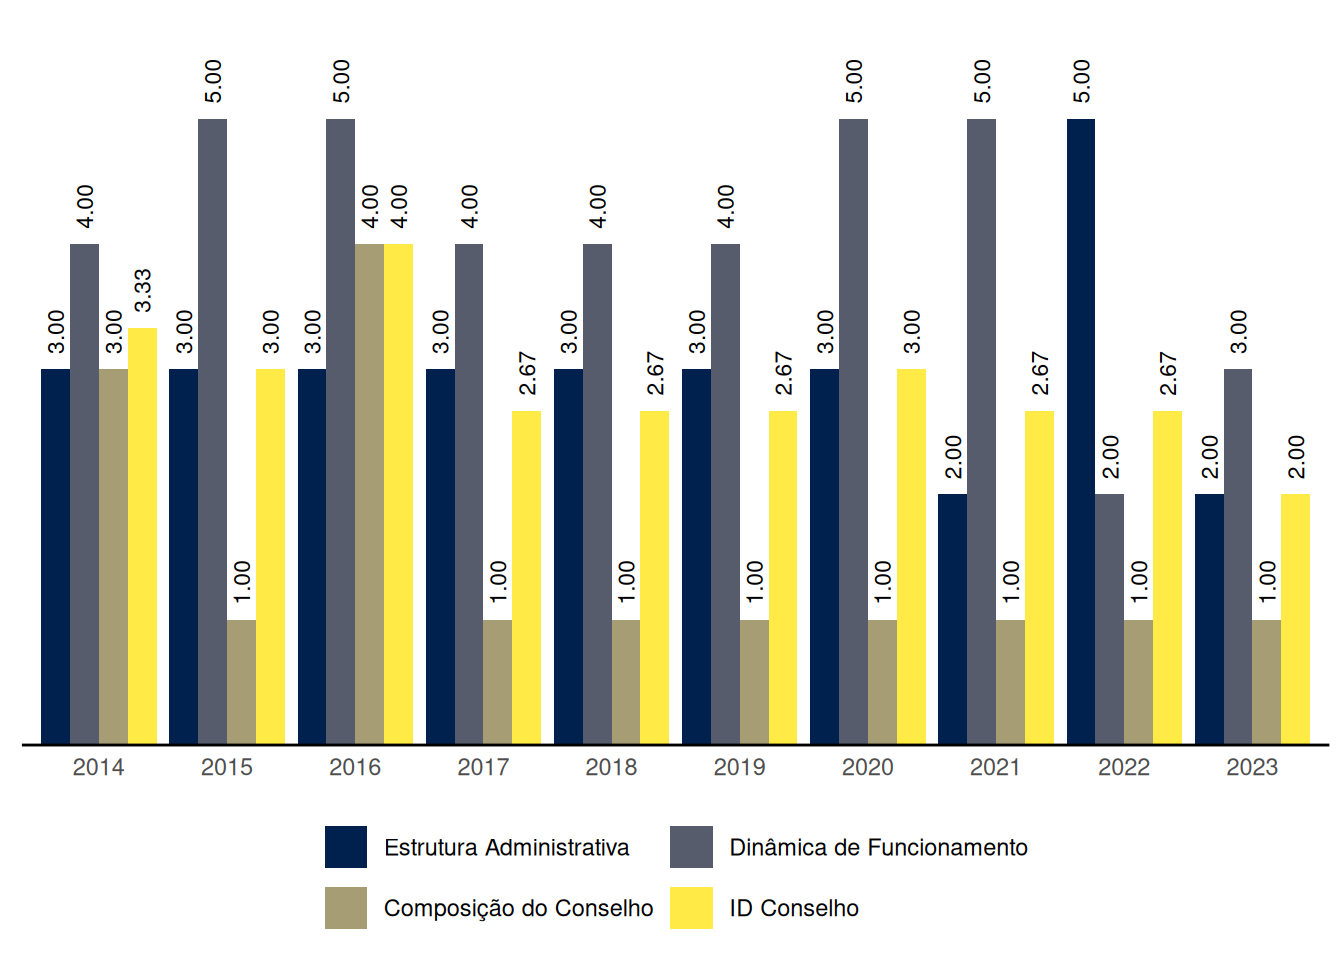 3.00 4.00 3.00 3.33 3.00 5.00 1.00 3.00 3.00 5.00 4.00 4.00 3.00 4.00 1.00 2.67 3.00 4.00 1.00 2.67 3.00 4.00 1.00 2.67 3.00 5.00 1.00 3.00 2.00 5.00 1.00 2.67 5.00 2.00 1.00 2.67 2.00 3.00 1.00 2.00
2014 2015 2016 2017 2018 2019 2020 2021 2022 2023
Estrutura Administrativa Dinâmica de Funcionamento
Composição do Conselho ID Conselho